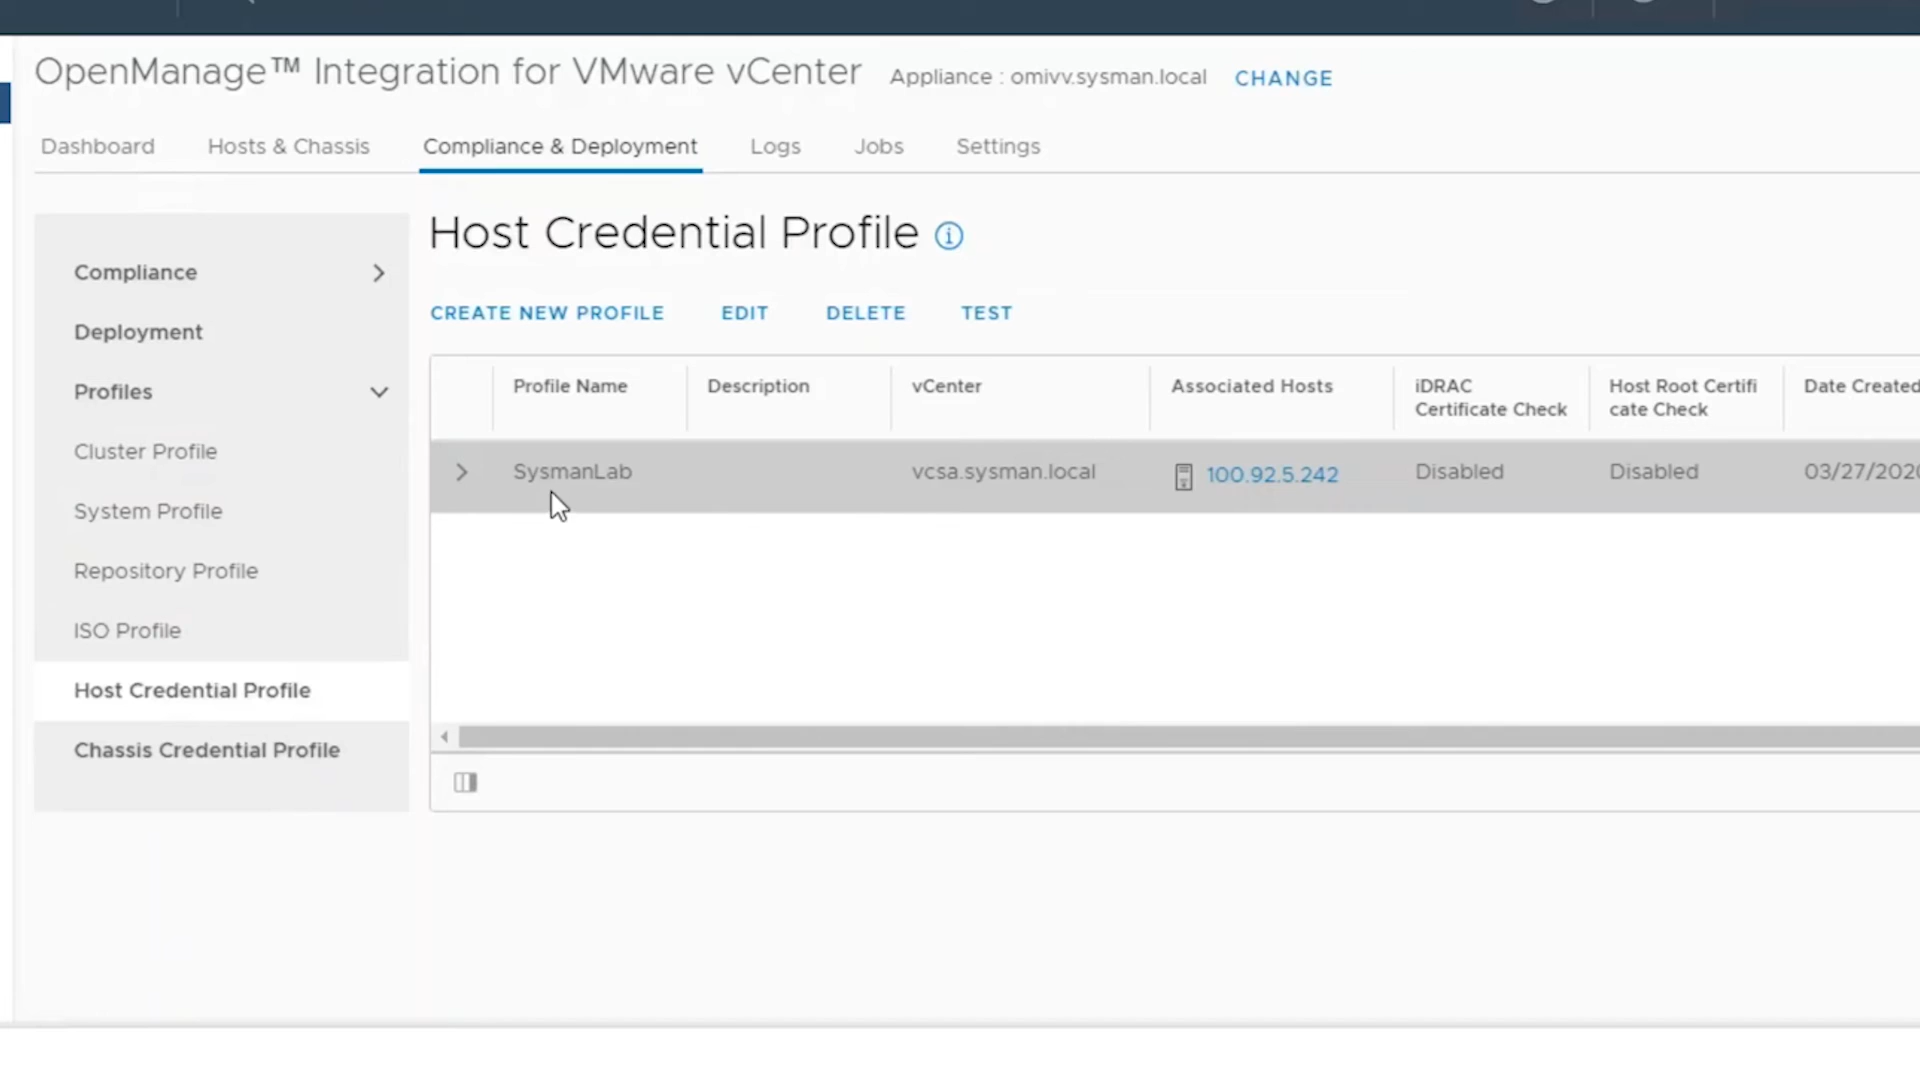 OpenManage™ Integration for VMware vCenter
Appliance : omivv.sysman.local
CHANGE
Dashboard
Hosts & Chassis
Compliance & Deployment
Logs
Jobs
Settings
Compliance
Deployment
Profiles
Cluster Profile
System Profile
Repository Profile
ISO Profile
Host Credential Profile
Chassis Credential Profile
Host Credential Profile
CREATE NEW PROFILE
EDIT
DELETE
TEST
Profile Name
Description
vCenter
Associated Hosts
iDRAC
Certificate Check
Host Root Certifi
cate Check
Date Created
SysmanLab
vcsa.sysman.local
100.92.5.242
Disabled
Disabled
03/27/2020